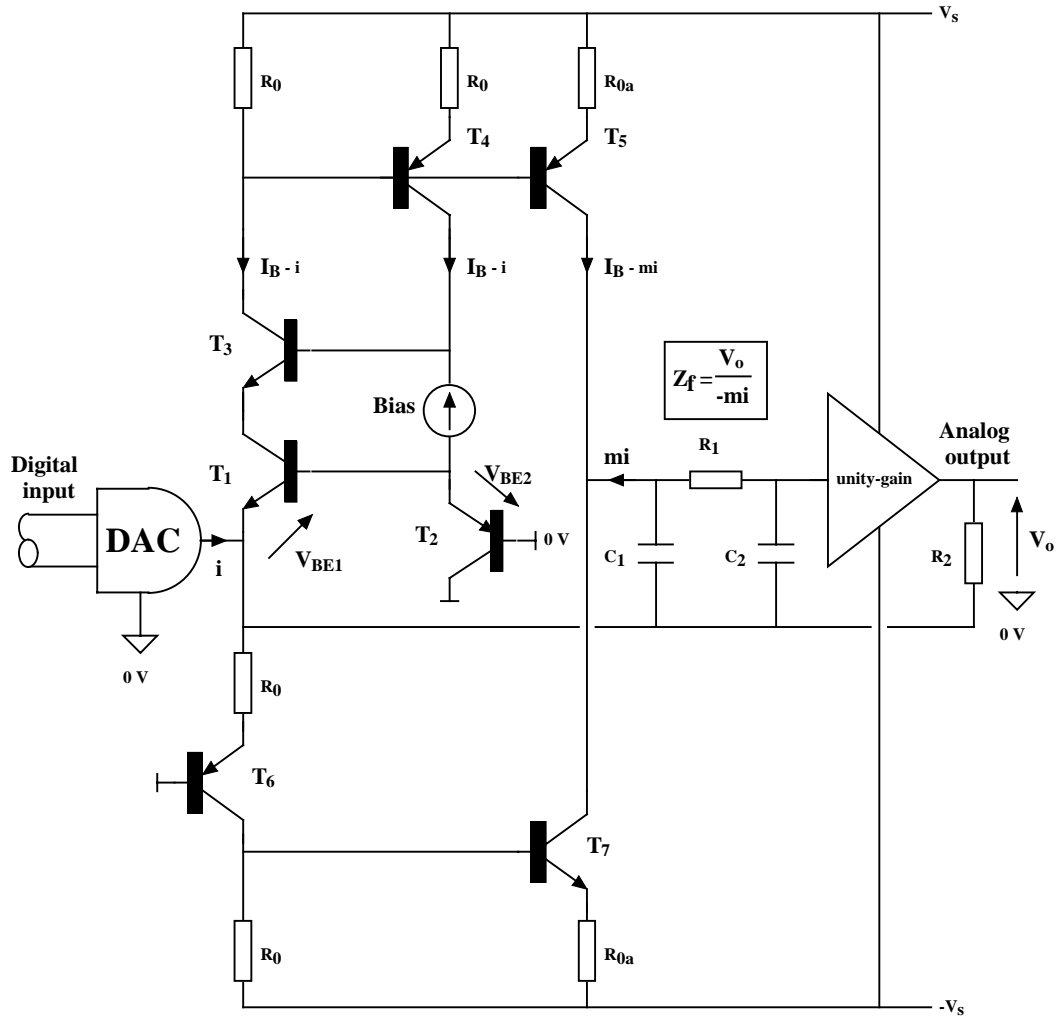 Vs
R0
R0
R0a
T4
T5
IB - i
IB - i
IB - mi
T3
Zf = Vo / -mi
Bias
R1
Analog
output
mi
Digital
input
T1
VBE2
unity-gain
DAC
i
VBE1
T2
0 V
C1
C2
R2
Vo
0 V
0 V
R0
T6
T7
R0
R0a
-Vs